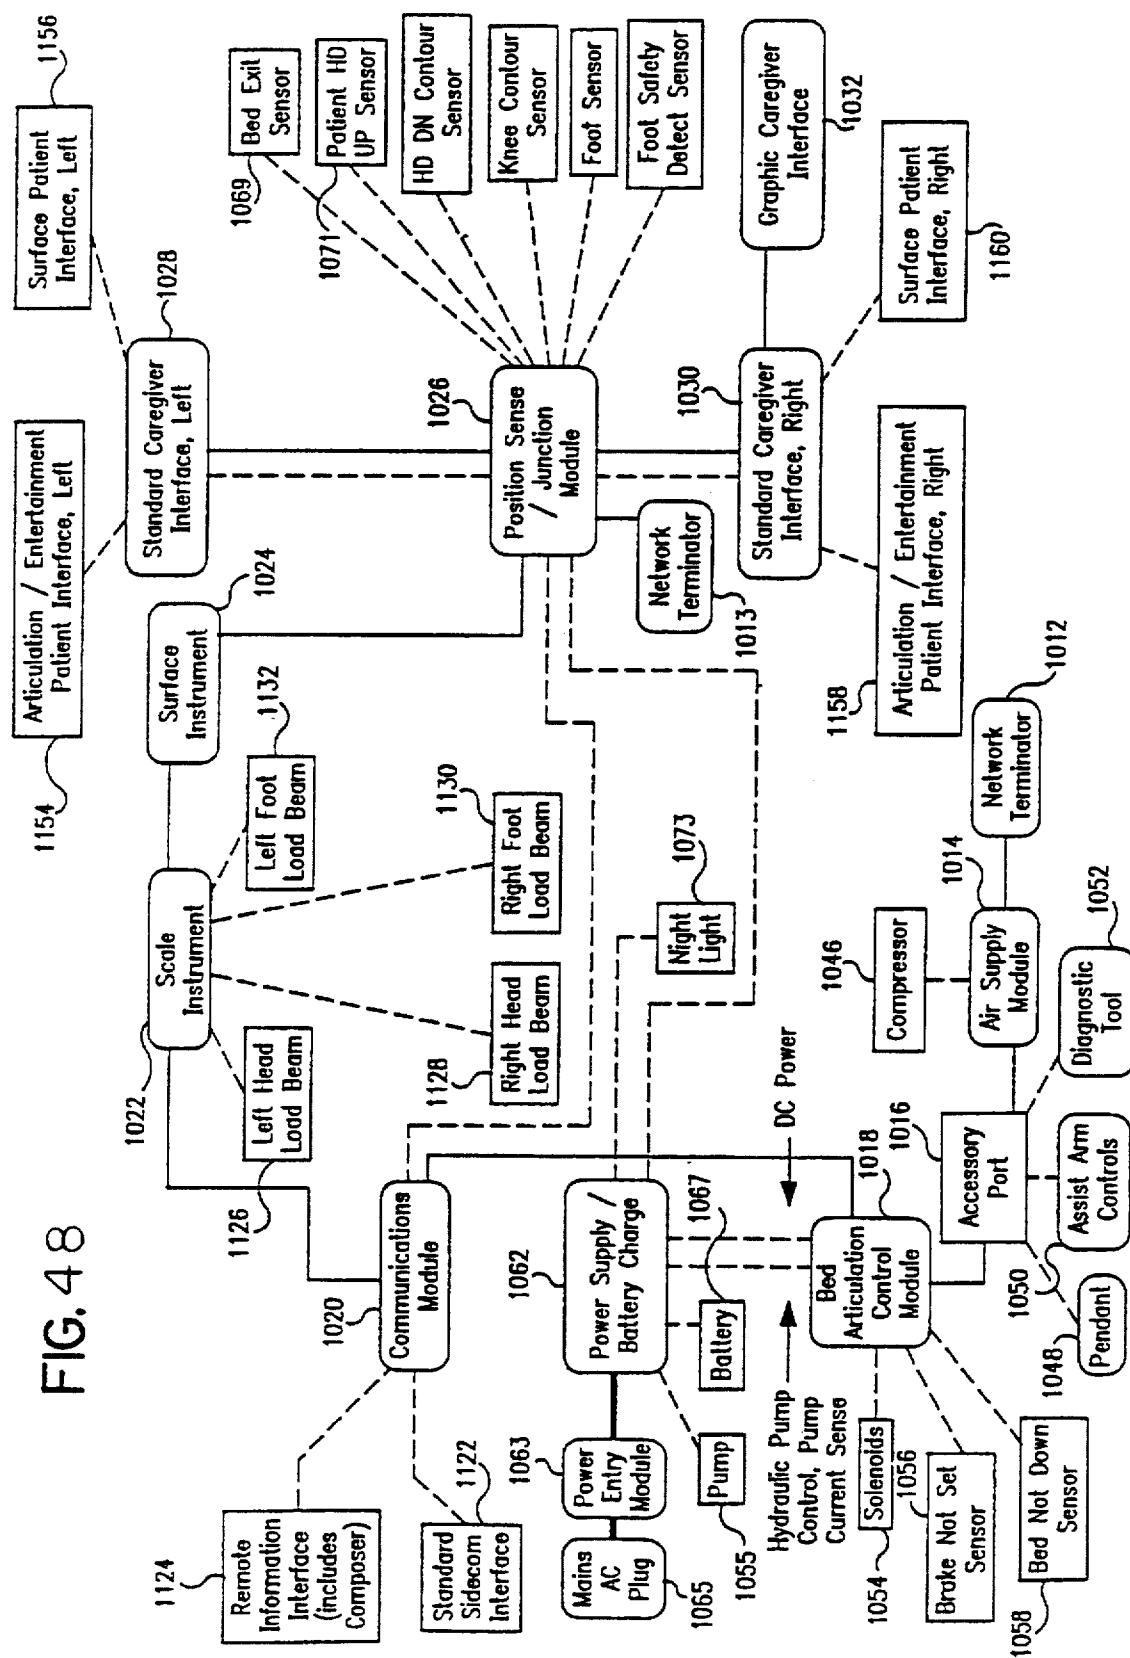 FIG. 48
1124
Remote
Information
Interface
(includes
Composer)
Standard
Sidecom
Interface
1122
1020
Communications
Module
1022
Scale
Instrument
Left Head
Load Beam
1126
Right Head
Load Beam
1128
Right Foot
Load Beam
1130
Left Foot
Load Beam
1132
Surface
Instrument
1024
1154
Articulation / Entertainment
Patient Interface, Left
Surface Patient
Interface, Left
1156
Standard Caregiver
Interface, Left
1028
1026
Position Sense
/ Junction
Module
1069
Bed Exit
Sensor
1071
Patient HD
UP Sensor
HD DN Contour
Sensor
Knee Contour
Sensor
Foot Sensor
Foot Safety
Detect Sensor
Network
Terminator
1013
1030
Standard Caregiver
Interface, Right
Graphic Caregiver
Interface
1032
1158
Articulation / Entertainment
Patient Interface, Right
Surface Patient
Interface, Right
1160
Mains
AC
Plug
1065
1063
Power
Entry
Module
1062
Power Supply /
Battery Charge
Pump
1055
Battery
1067
Night
Light
1073
Hydraulic Pump
Control, Pump
Current Sense
DC Power
Bed
Articulation
Control
Module
1018
Solenoids
1054
1056
Brake Not Set
Sensor
Bed Not Down
Sensor
1058
1016
Accessory
Port
Pendant
1048
Assist Arm
Controls
1050
Diagnostic
Tool
1052
1046
Compressor
Air Supply
Module
1014
Network
Terminator
1012